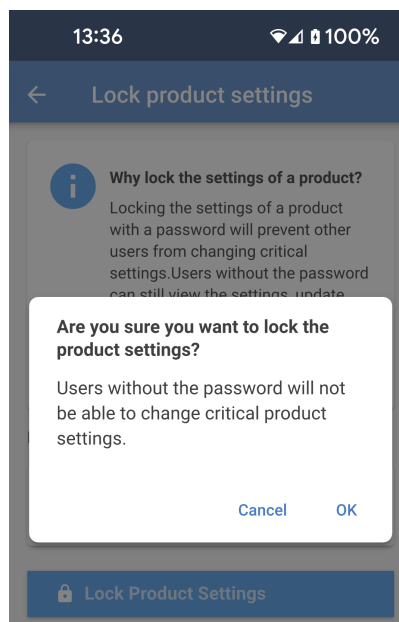 13:36
100%
Lock product settings
Why lock the settings of a product?
Locking the settings of a product
with a password will prevent other
users from changing critical
settings.Users without the password
can still view the settings, update
Are you sure you want to lock the
product settings?
Users without the password will not
be able to change critical product
settings.
Cancel OK
Lock Product Settings